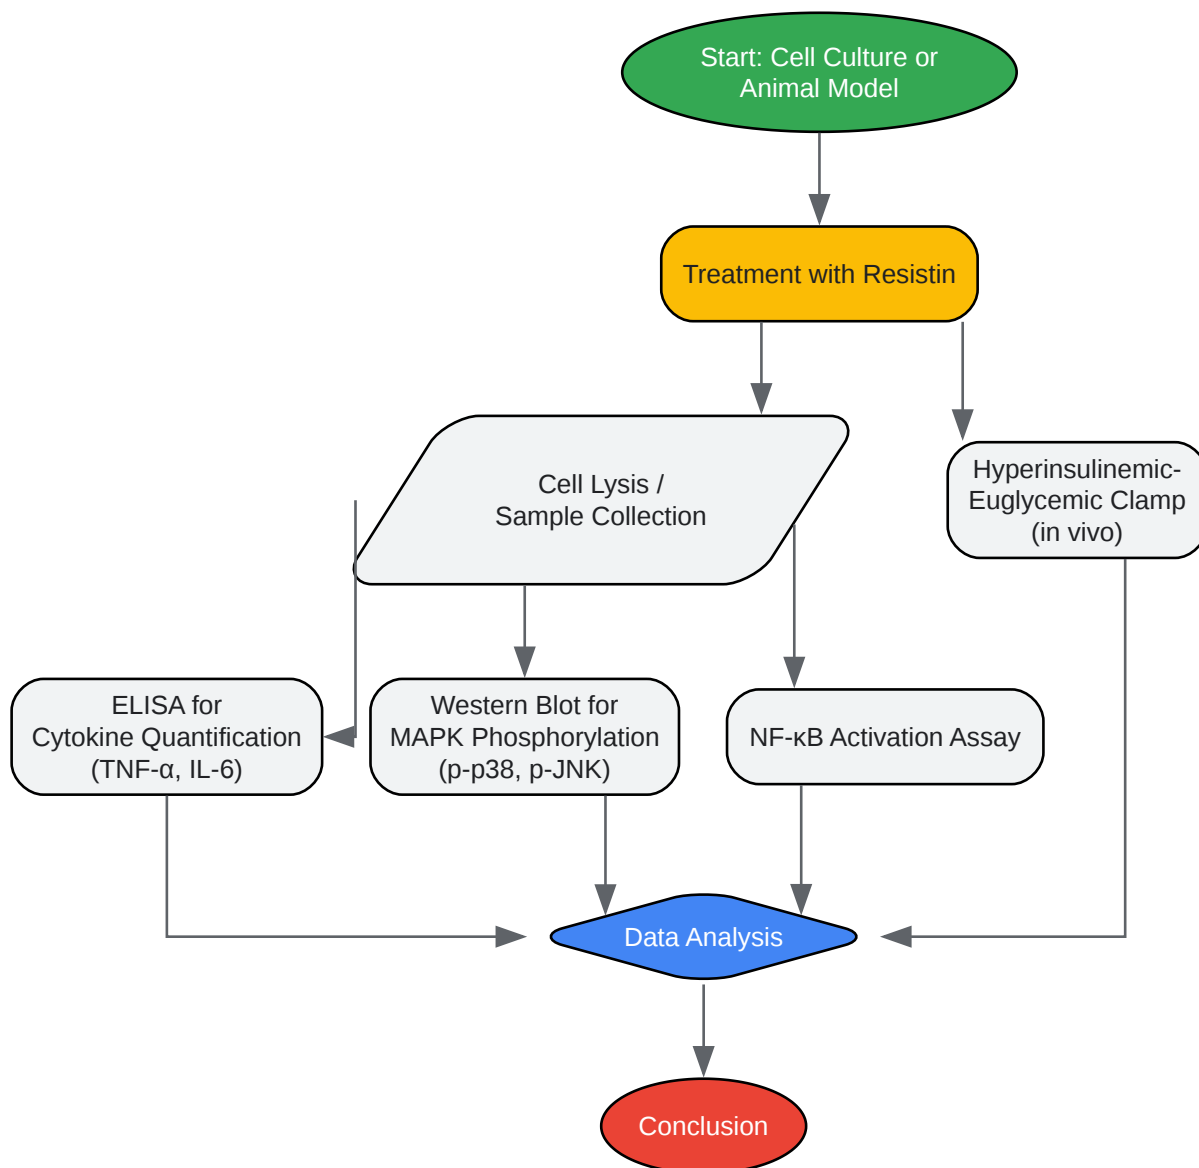 Start: Cell Culture or
Animal Model
Treatment with Resistin
Cell Lysis /
Sample Collection
Hyperinsulinemic-
Euglycemic Clamp
(in vivo)
ELISA for
Cytokine Quantification
(TNF-α, IL-6)
Western Blot for
MAPK Phosphorylation
(p-p38, p-JNK)
NF-κB Activation Assay
Data Analysis
Conclusion